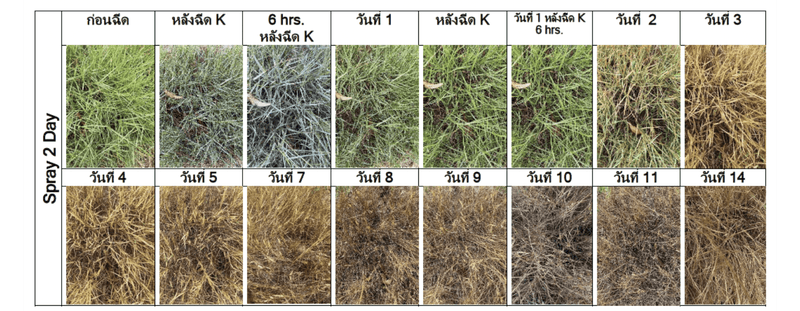 Spray 2 Day
ก่อนฉีด
หลังฉีด K
6 hrs.
หลังฉีด K
วันที่ 1
หลังฉีด K
วันที่ 1 หลังฉีด K
6 hrs.
วันที่ 2
วันที่ 3
วันที่ 4
วันที่ 5
วันที่ 7
วันที่ 8
วันที่ 9
วันที่ 10
วันที่ 11
วันที่ 14